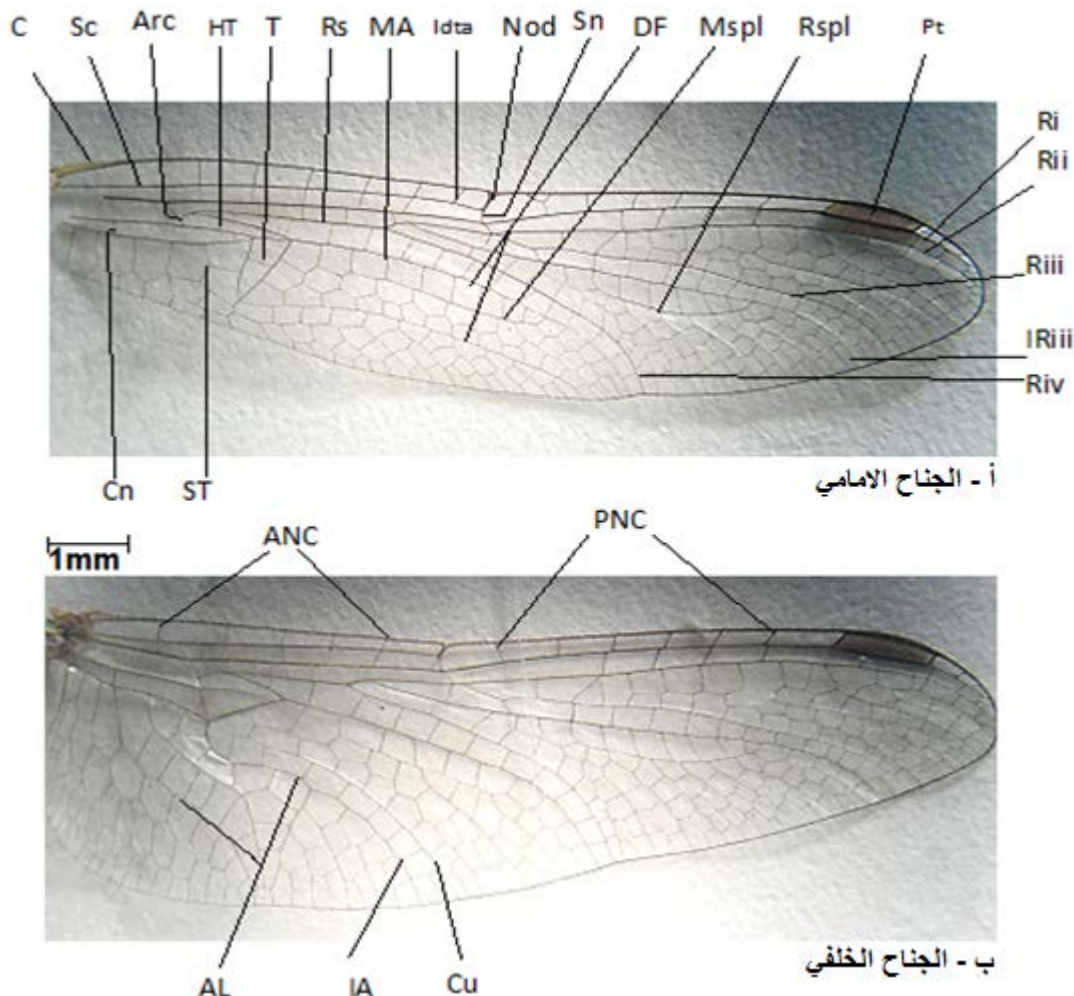 C Sc Arc HT T Rs MA Idta Nod Sn DF Mspl Rspl Pt
Ri
Rii
Riii
IRiii
Riv
Cn ST
أ - الجناح الامامي
ANC PNC
1mm
AL IA Cu
ب - الجناح الخلفي